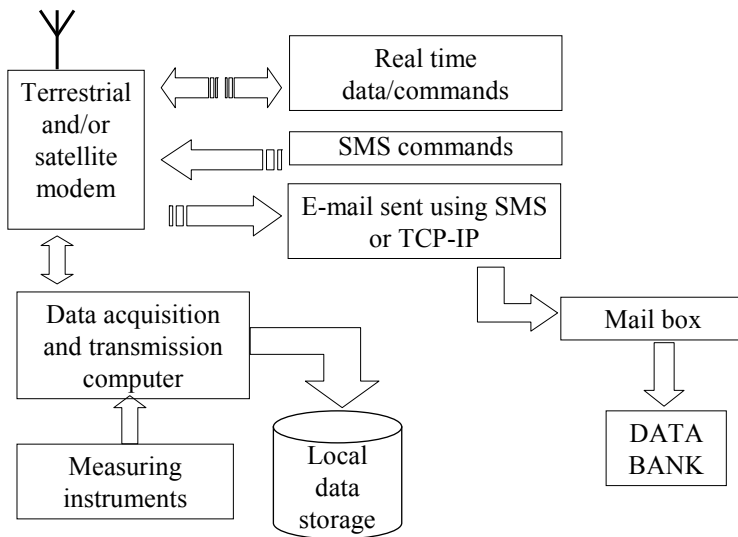 Real time
data/commands
Terrestrial
and/or
satellite
modem
SMS commands
E-mail sent using SMS
or TCP-IP
Data acquisition
and transmission
computer
Mail box
Measuring
instruments
Local
data
storage
DATA
BANK